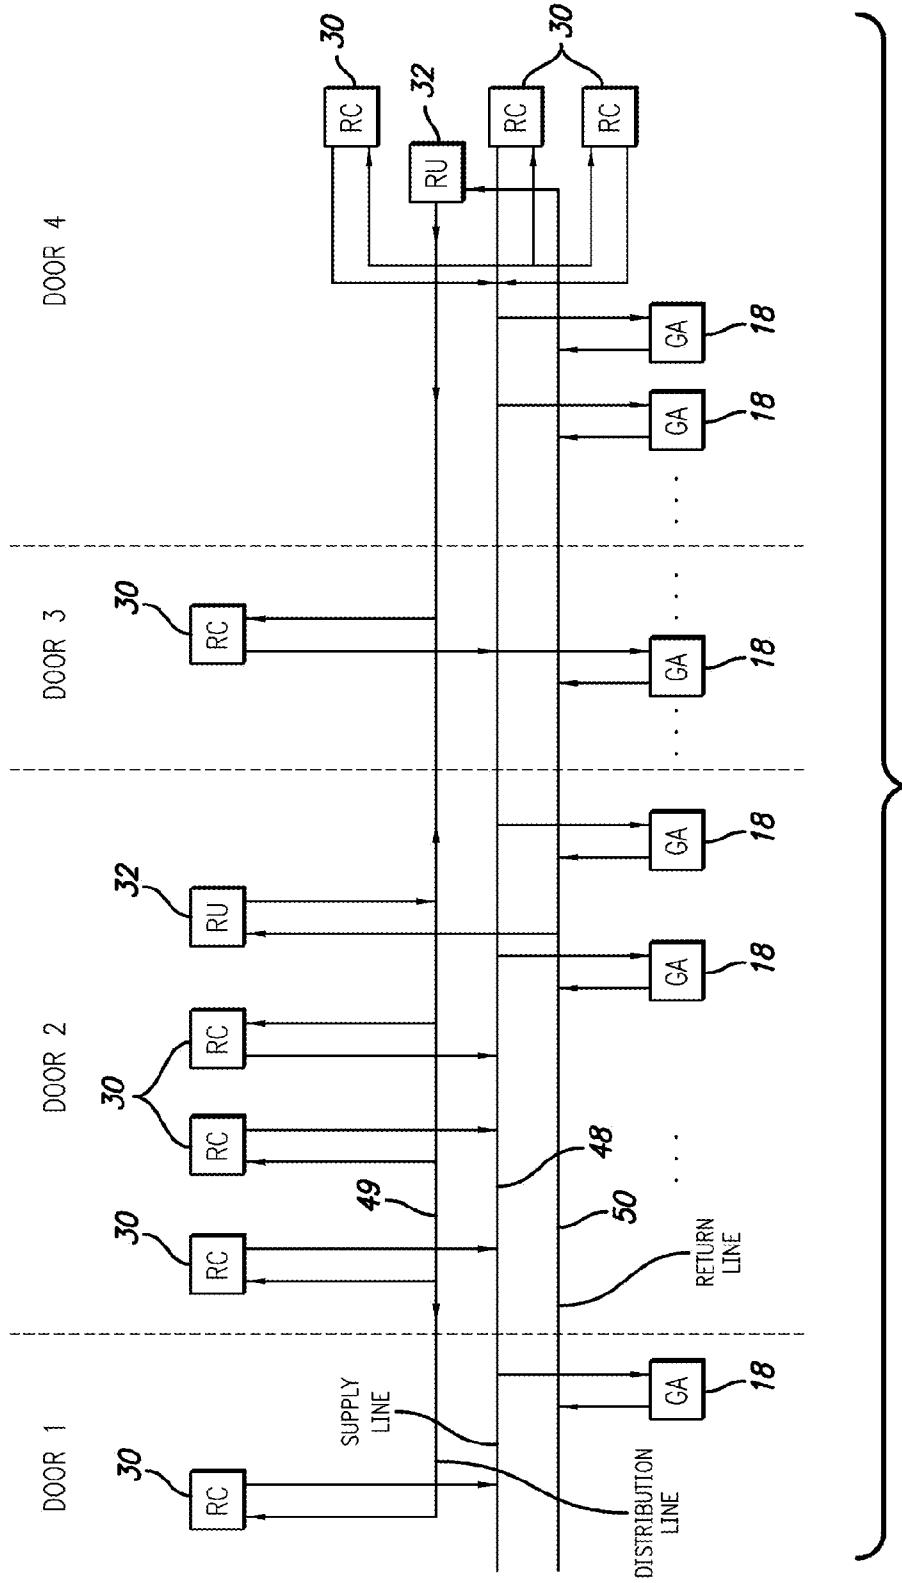 DOOR 1
DOOR 2
DOOR 3
DOOR 4
30
RC
30
RC
30
RC
RC
32
RU
30
RC
30
RC
32
RU
30
RC
RC
49
48
50
SUPPLY
LINE
DISTRIBUTION
LINE
RETURN
LINE
GA
18
. . .
GA
18
GA
18
. . . .
GA
18
. . . .
. . . .
GA
18
GA
18